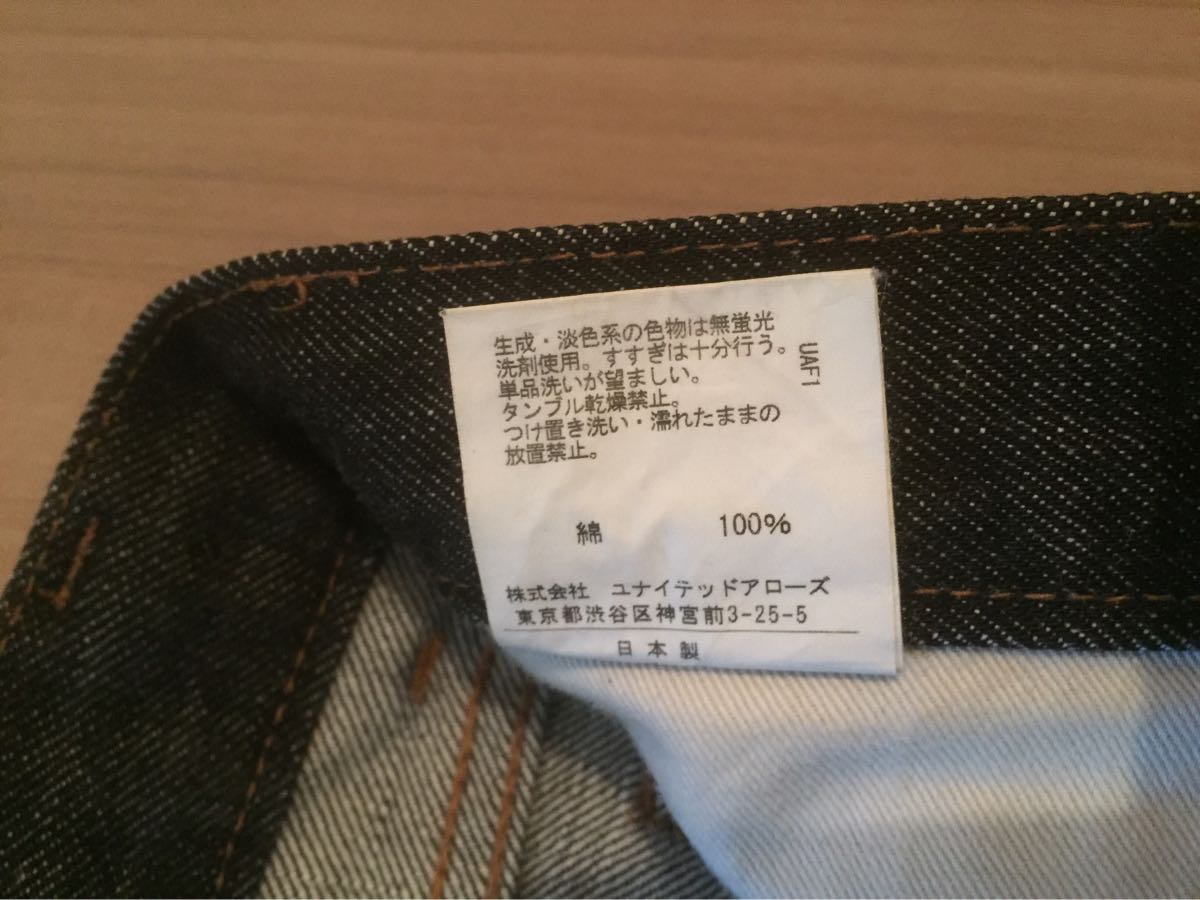 生成・淡色系の色物は無蛍光
洗剤使用。すすぎは十分行う。
単品洗いが望ましい。
タンブル乾燥禁止。
つけ置き洗い・濡れたままの
放置禁止。
UAF1
綿 100%
株式会社 ユナイテッドアローズ
東京都渋谷区神宮前3-25-5
日本製